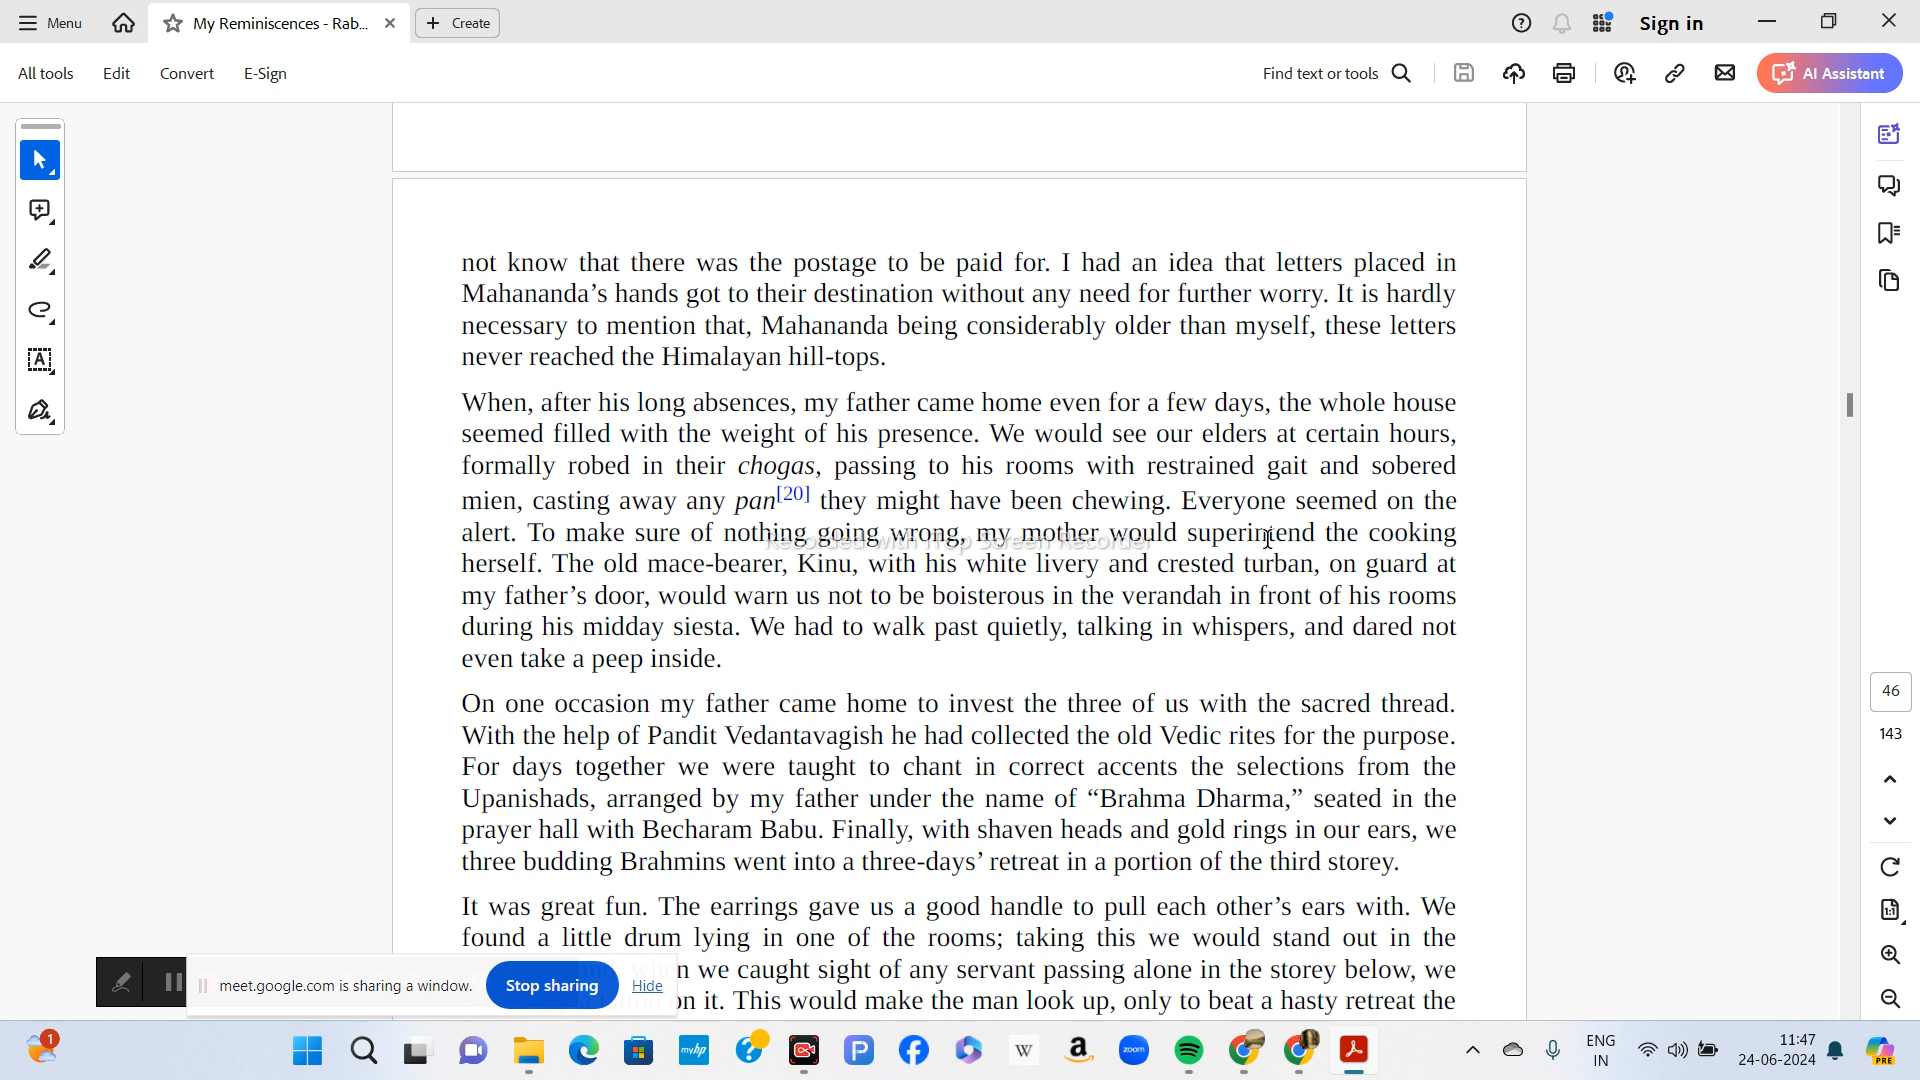 Menu
My Reminiscences - Rab...
Create
Sign in
All tools
Edit
Convert
E-Sign
Find text or tools
AI Assistant
not know that there was the postage to be paid for. I had an idea that letters placed in
Mahananda’s hands got to their destination without any need for further worry. It is hardly
necessary to mention that, Mahananda being considerably older than myself, these letters
never reached the Himalayan hill-tops.
When, after his long absences, my father came home even for a few days, the whole house
seemed filled with the weight of his presence. We would see our elders at certain hours,
formally robed in their chogas, passing to his rooms with restrained gait and sobered
mien, casting away any pan[20] they might have been chewing. Everyone seemed on the
alert. To make sure of nothing going wrong, my mother would superintend the cooking
Recorded with iTop Screen Recorder
herself. The old mace-bearer, Kinu, with his white livery and crested turban, on guard at
my father’s door, would warn us not to be boisterous in the verandah in front of his rooms
during his midday siesta. We had to walk past quietly, talking in whispers, and dared not
even take a peep inside.
On one occasion my father came home to invest the three of us with the sacred thread.
With the help of Pandit Vedantavagish he had collected the old Vedic rites for the purpose.
For days together we were taught to chant in correct accents the selections from the
Upanishads, arranged by my father under the name of “Brahma Dharma,” seated in the
prayer hall with Becharam Babu. Finally, with shaven heads and gold rings in our ears, we
three budding Brahmins went into a three-days’ retreat in a portion of the third storey.
It was great fun. The earrings gave us a good handle to pull each other’s ears with. We
found a little drum lying in one of the rooms; taking this we would stand out in the
when we caught sight of any servant passing alone in the storey below, we
on it. This would make the man look up, only to beat a hasty retreat the
46
143
meet.google.com is sharing a window.
Stop sharing
Hide
1
myhp
W
a
zoom
ENG
IN
11:47
24-06-2024
PRE